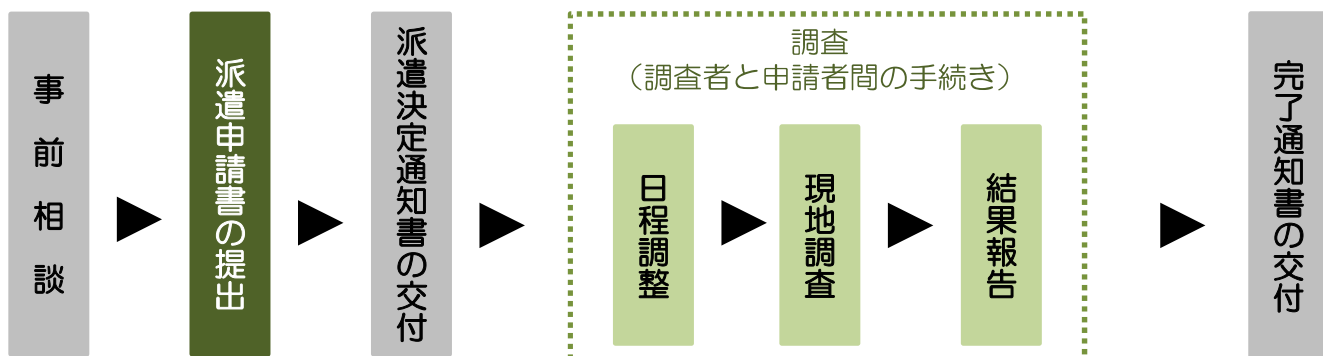 事前相談
派遣申請書の提出
派遣決定通知書の交付
調査
（調査者と申請者間の手続き）
日程調整
現地調査
結果報告
完了通知書の交付